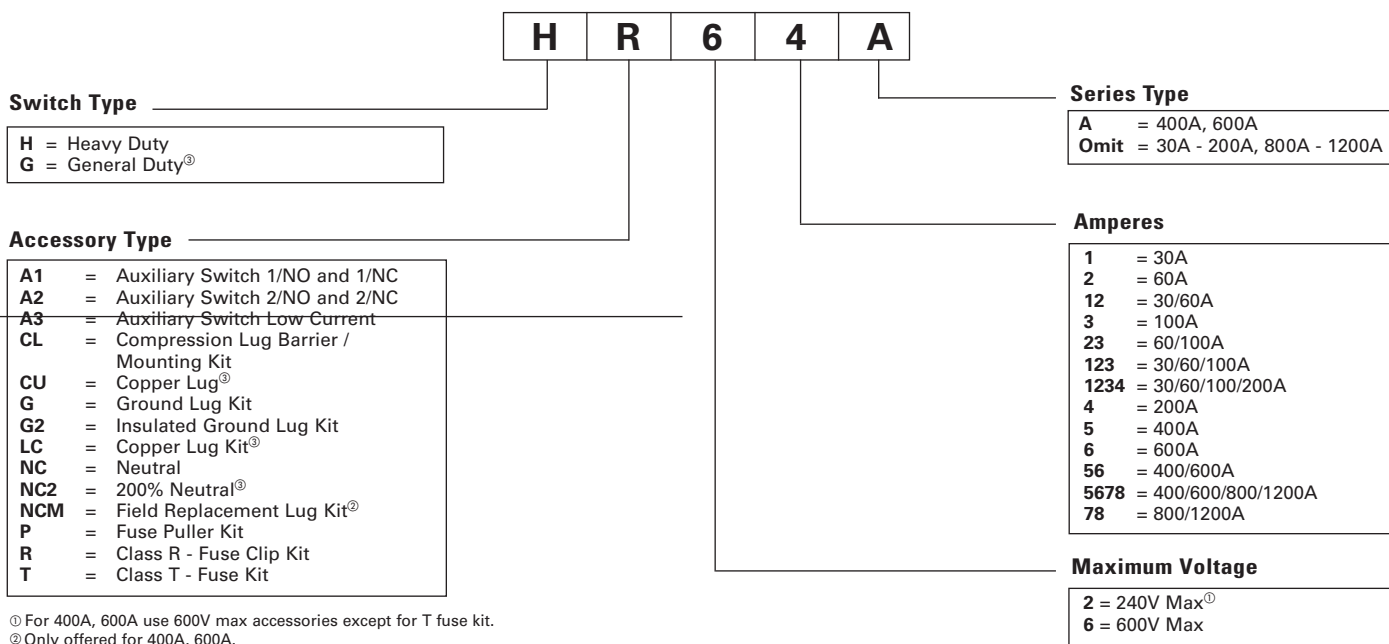 H R 6 4 A
Switch Type
H = Heavy Duty
G = General Duty③
Accessory Type
A1 = Auxiliary Switch 1/NO and 1/NC
A2 = Auxiliary Switch 2/NO and 2/NC
A3 = Auxiliary Switch Low Current
CL = Compression Lug Barrier /
Mounting Kit
CU = Copper Lug③
G = Ground Lug Kit
G2 = Insulated Ground Lug Kit
LC = Copper Lug Kit③
NC = Neutral
NC2 = 200% Neutral③
NCM = Field Replacement Lug Kit②
P = Fuse Puller Kit
R = Class R - Fuse Clip Kit
T = Class T - Fuse Kit
① For 400A, 600A use 600V max accessories except for T fuse kit.
② Only offered for 400A, 600A.
Series Type
A = 400A, 600A
Omit = 30A - 200A, 800A - 1200A
Amperes
1 = 30A
2 = 60A
12 = 30/60A
3 = 100A
23 = 60/100A
123 = 30/60/100A
1234 = 30/60/100/200A
4 = 200A
5 = 400A
6 = 600A
56 = 400/600A
5678 = 400/600/800/1200A
78 = 800/1200A
Maximum Voltage
2 = 240V Max①
6 = 600V Max